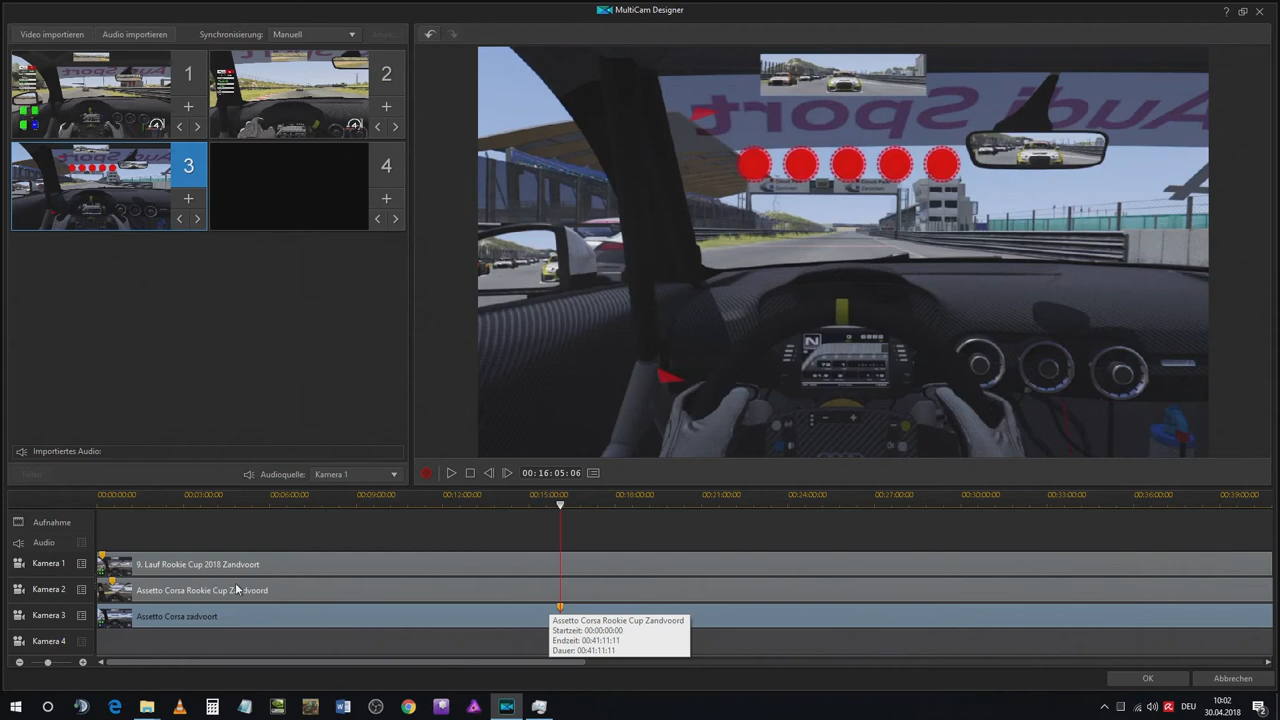 MultiCam Designer
Video importieren
Audio importieren
Synchronisierung:
Manuell
1
2
3
4
Audi Sport
Importiertes Audio:
Teilen
Audioquelle:
Kamera 1
00:16:05:06
00:00:00:00
00:03:00:00
00:06:00:00
00:09:00:00
00:12:00:00
00:15:00:00
00:18:00:00
00:21:00:00
00:24:00:00
00:27:00:00
00:30:00:00
00:33:00:00
00:36:00:00
00:39:00:00
Aufnahme
Audio
Kamera 1
9. Lauf Rookie Cup 2018 Zandvoort
Kamera 2
Assetto Corsa Rookie Cup Zandvoord
Kamera 3
Assetto Corsa zadvoort
Kamera 4
Assetto Corsa Rookie Cup Zandvoord
Startzeit: 00:00:00:00
Endzeit: 00:41:11:11
Dauer: 00:41:11:11
OK
Abbrechen
DEU
10:02
30.04.2018